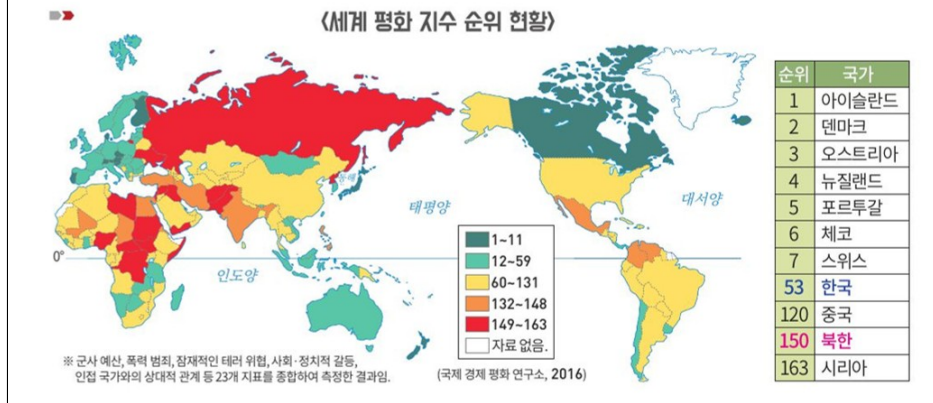 〈세계 평화 지수 순위 현황〉
순위 국가
1 아이슬란드
2 덴마크
3 오스트리아
4 뉴질랜드
5 포르투갈
6 체코
7 스위스
53 한국
120 중국
150 북한
163 시리아
동해
태평양
대서양
0°
인도양
1~11
12~59
60~131
132~148
149~163
자료 없음.
※ 군사 예산, 폭력 범죄, 잠재적인 테러 위협, 사회·정치적 갈등,
인접 국가와의 상대적 관계 등 23개 지표를 종합하여 측정한 결과임.
(국제 경제 평화 연구소, 2016)